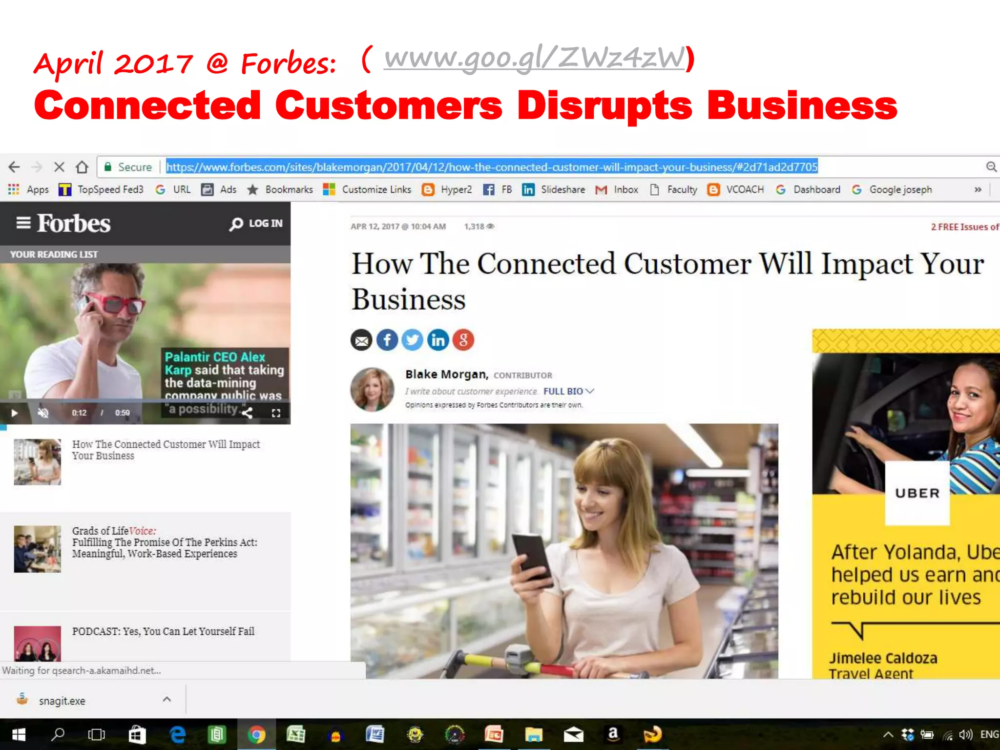 April 2017 @ Forbes: ( www.goo.gl/ZWz4zW)
Connected Customers Disrupts Business
Secure https://www.forbes.com/sites/blakemorgan/2017/04/12/how-the-connected-customer-will-impact-your-business/#2d71ad2d7705
Apps TopSpeed Fed3 URL Ads Bookmarks Customize Links Hyper2 FB Slideshare Inbox Faculty VCOACH Dashboard Google joseph »
Forbes LOG IN
YOUR READING LIST
Palantir CEO Alex
Karp said that taking
the data-mining
company public was
"a possibility."
0:12 / 0:59
How The Connected Customer Will Impact
Your Business
Grads of LifeVoice:
Fulfilling The Promise Of The Perkins Act:
Meaningful, Work-Based Experiences
PODCAST: Yes, You Can Let Yourself Fail
APR 12, 2017 @ 10:04 AM 1,318
2 FREE Issues of
How The Connected Customer Will Impact Your
Business
Blake Morgan, CONTRIBUTOR
I write about customer experience. FULL BIO
Opinions expressed by Forbes Contributors are their own.
UBER
After Yolanda, Ube
helped us earn and
rebuild our lives
Jimelee Caldoza
Travel Agent
Waiting for qsearch-a.akamaihd.net...
snagit.exe
ENG